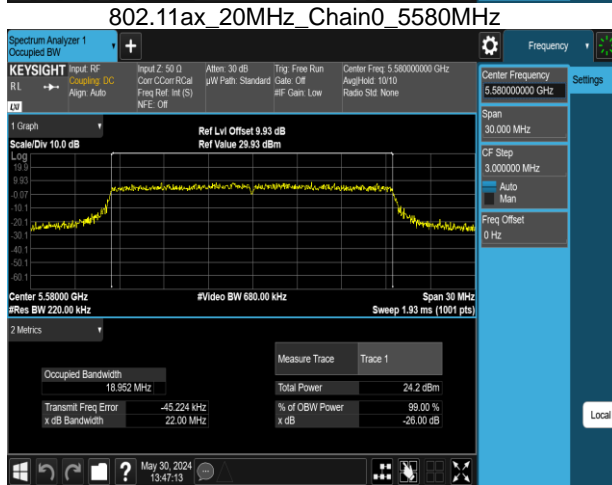 802.11ax_20MHz_Chain0_5580MHz
Spectrum Analyzer 1
Occupied BW
+
Frequency
KEYSIGHT
Input: RF
Coupling: DC
Align: Auto
R L
LXI
Input Z: 50 Ω
Corr CCorr RCal
Freq Ref: Int (S)
NFE: Off
Atten: 30 dB
µW Path: Standard
Trig: Free Run
Gate: Off
#IF Gain: Low
Center Freq: 5.580000000 GHz
Avg|Hold: 10/10
Radio Std: None
Center Frequency
5.580000000 GHz
Settings
Span
30.000 MHz
CF Step
3.000000 MHz
Auto
Man
Freq Offset
0 Hz
Local
1 Graph
Ref Lvl Offset 9.93 dB
Scale/Div 10.0 dB
Ref Value 29.93 dBm
Log
19.9
9.93
-0.07
-10.1
-20.1
-30.1
-40.1
-50.1
-60.1
Center 5.58000 GHz
#Video BW 680.00 kHz
Span 30 MHz
#Res BW 220.00 kHz
Sweep 1.93 ms (1001 pts)
2 Metrics
Measure Trace
Trace 1
Occupied Bandwidth
18.952 MHz
Total Power
24.2 dBm
Transmit Freq Error
-45.224 kHz
% of OBW Power
99.00 %
x dB Bandwidth
22.00 MHz
x dB
-26.00 dB
?
May 30, 2024
13:47:13